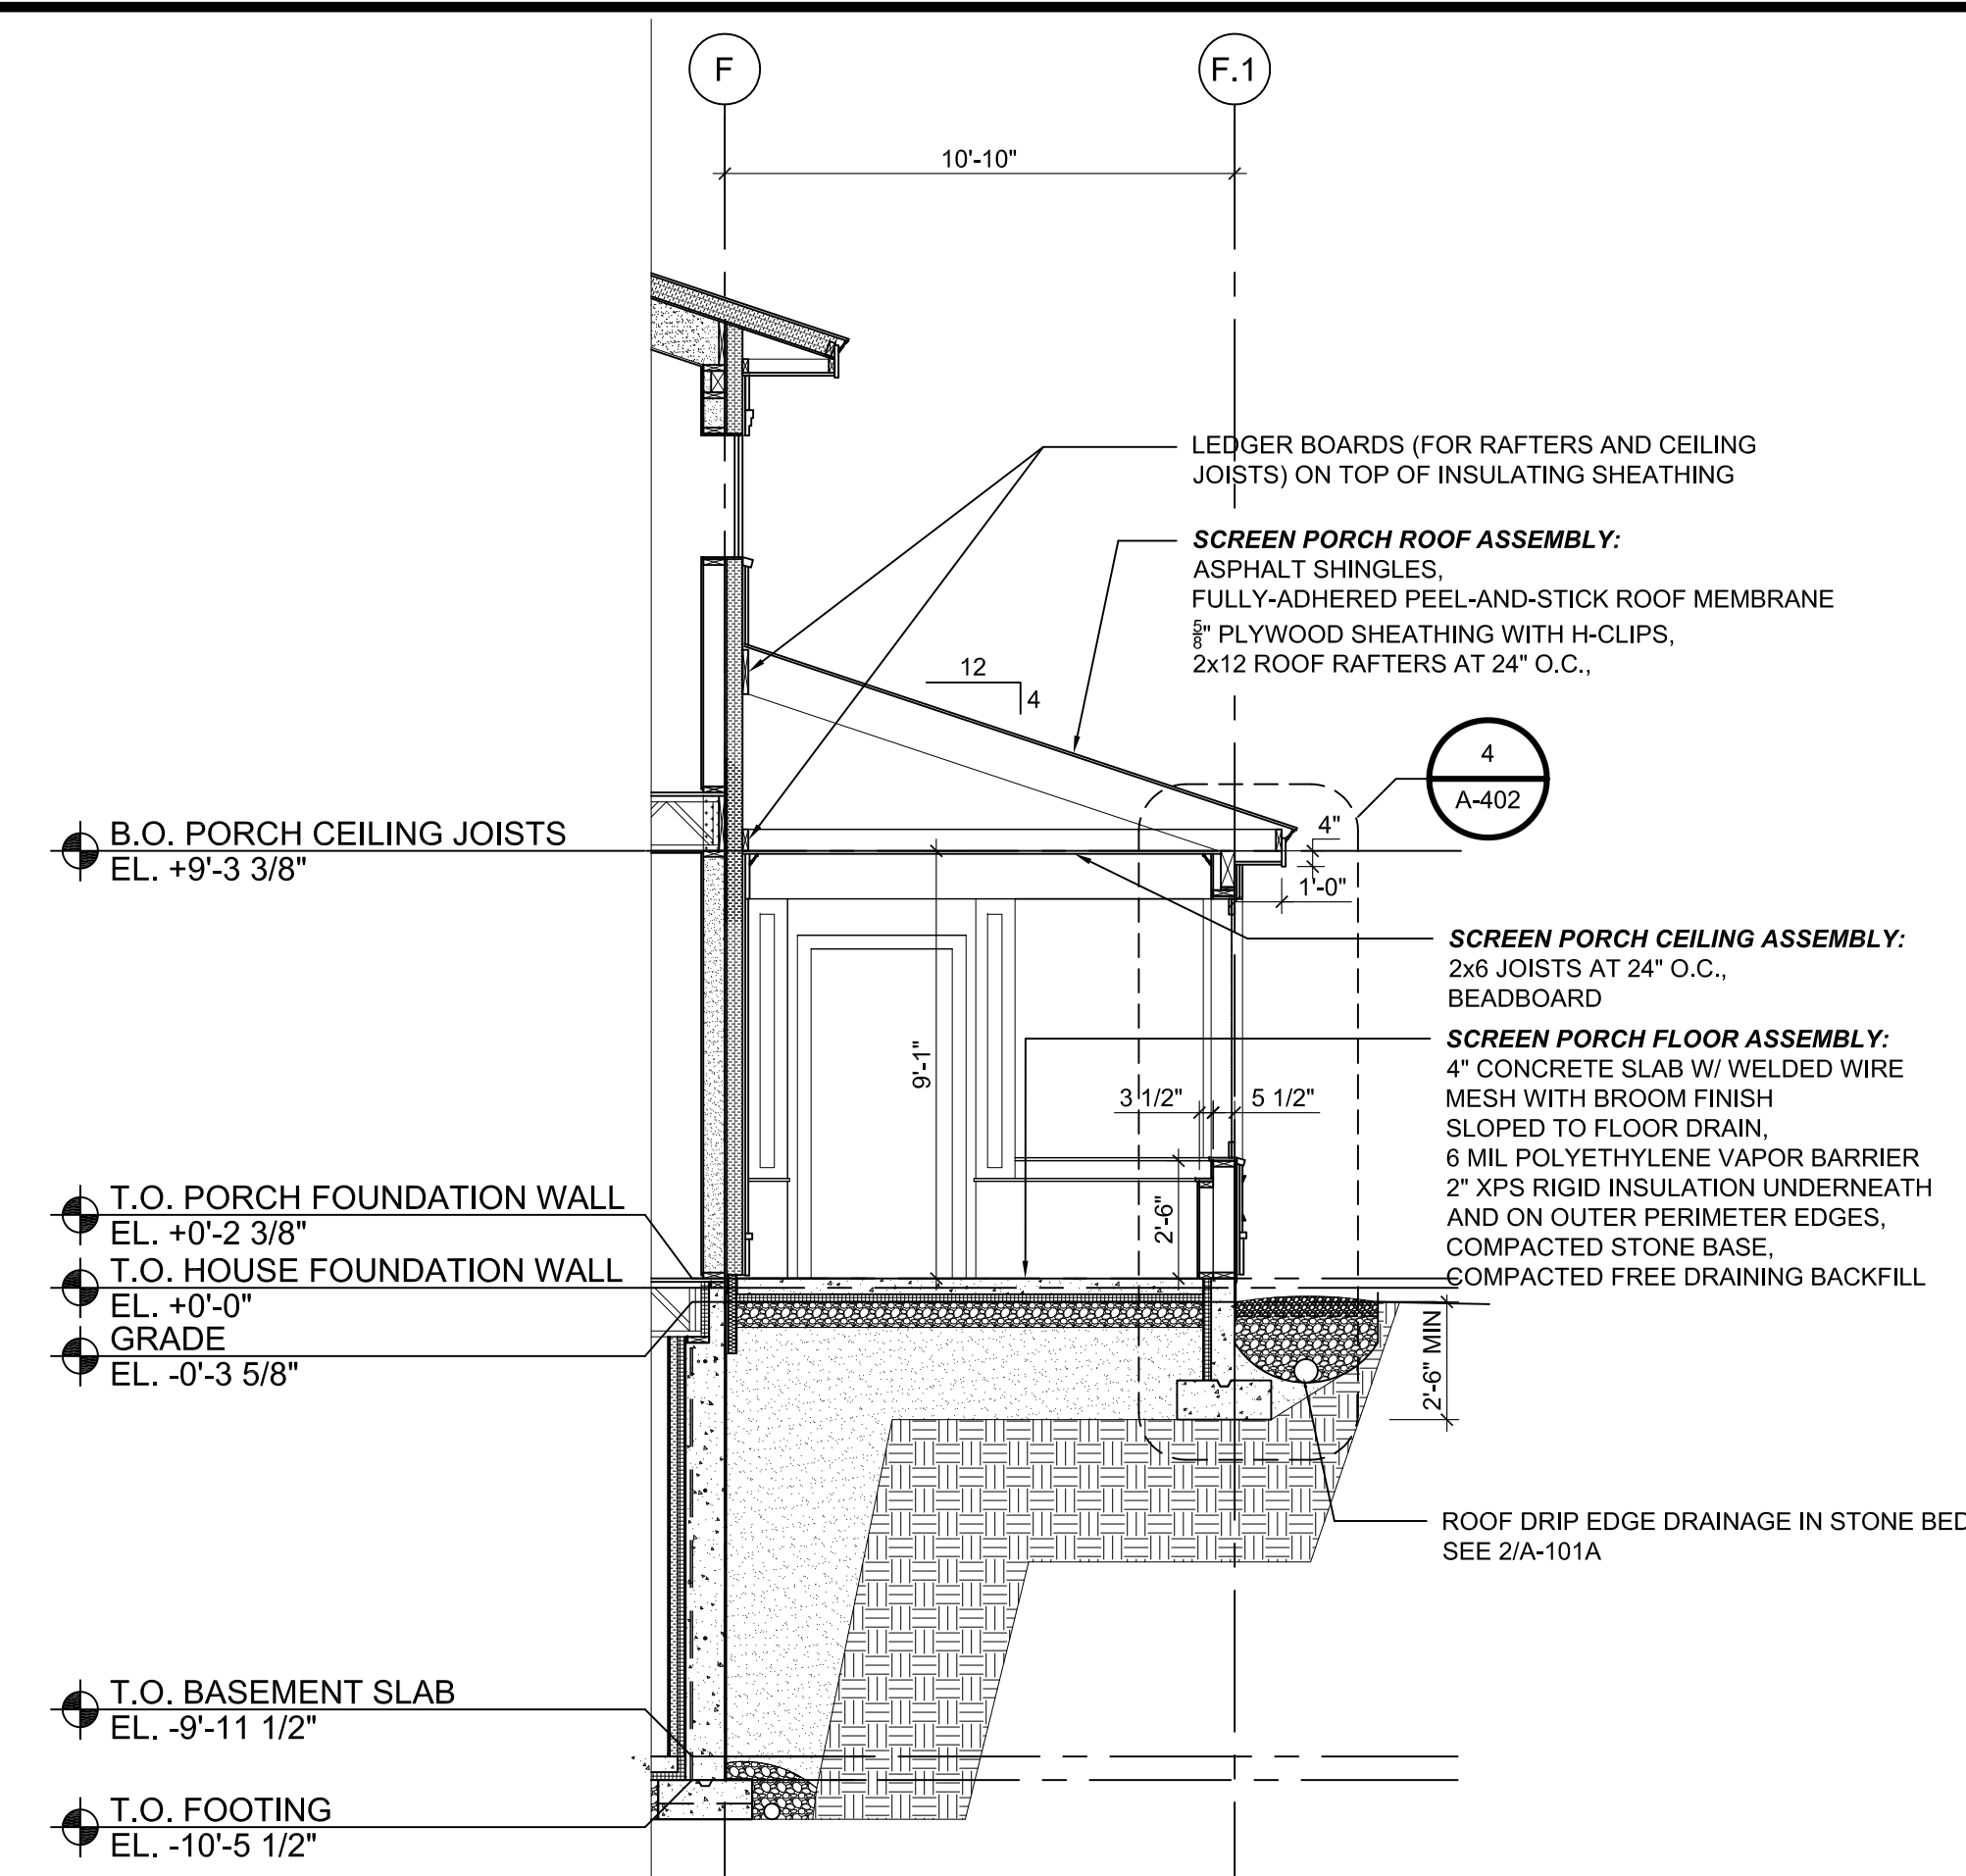 F
F.1
10'-10"
LEDGER BOARDS (FOR RAFTERS AND CEILING
JOISTS) ON TOP OF INSULATING SHEATHING
SCREEN PORCH ROOF ASSEMBLY:
ASPHALT SHINGLES,
FULLY-ADHERED PEEL-AND-STICK ROOF MEMBRANE
5/8" PLYWOOD SHEATHING WITH H-CLIPS,
2x12 ROOF RAFTERS AT 24" O.C.,
12
4
4
A-402
B.O. PORCH CEILING JOISTS
EL. +9'-3 3/8"
4"
1'-0"
SCREEN PORCH CEILING ASSEMBLY:
2x6 JOISTS AT 24" O.C.,
BEADBOARD
SCREEN PORCH FLOOR ASSEMBLY:
4" CONCRETE SLAB W/ WELDED WIRE
MESH WITH BROOM FINISH
SLOPED TO FLOOR DRAIN,
6 MIL POLYETHYLENE VAPOR BARRIER
2" XPS RIGID INSULATION UNDERNEATH
AND ON OUTER PERIMETER EDGES,
COMPACTED STONE BASE,
COMPACTED FREE DRAINING BACKFILL
9'-1"
3 1/2"
5 1/2"
2'-6"
T.O. PORCH FOUNDATION WALL
EL. +0'-2 3/8"
T.O. HOUSE FOUNDATION WALL
EL. +0'-0"
GRADE
EL. -0'-3 5/8"
2'-6" MIN
ROOF DRIP EDGE DRAINAGE IN STONE BED
SEE 2/A-101A
T.O. BASEMENT SLAB
EL. -9'-11 1/2"
T.O. FOOTING
EL. -10'-5 1/2"